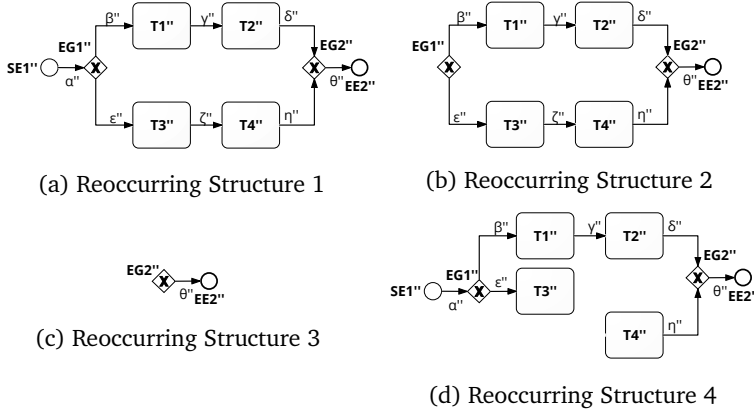 β'' T1'' γ'' T2'' δ''
EG1'' EG2''
SE1'' X X
α'' θ'' EE2''
ε'' T3'' ζ'' T4'' η''
(a) Reoccurring Structure 1
β'' T1'' γ'' T2'' δ''
EG1'' EG2''
X X
θ'' EE2''
ε'' T3'' ζ'' T4'' η''
(b) Reoccurring Structure 2
EG2''
X
θ'' EE2''
(c) Reoccurring Structure 3
β'' T1'' γ'' T2'' δ''
EG1'' EG2''
SE1'' X ε'' T3'' X
α'' θ'' EE2''
T4'' η''
(d) Reoccurring Structure 4